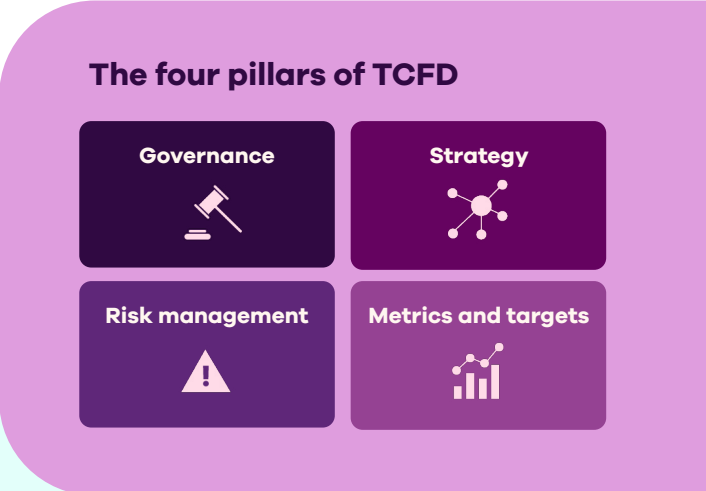 The four pillars of TCFD
Governance
Strategy
Risk management
Metrics and targets